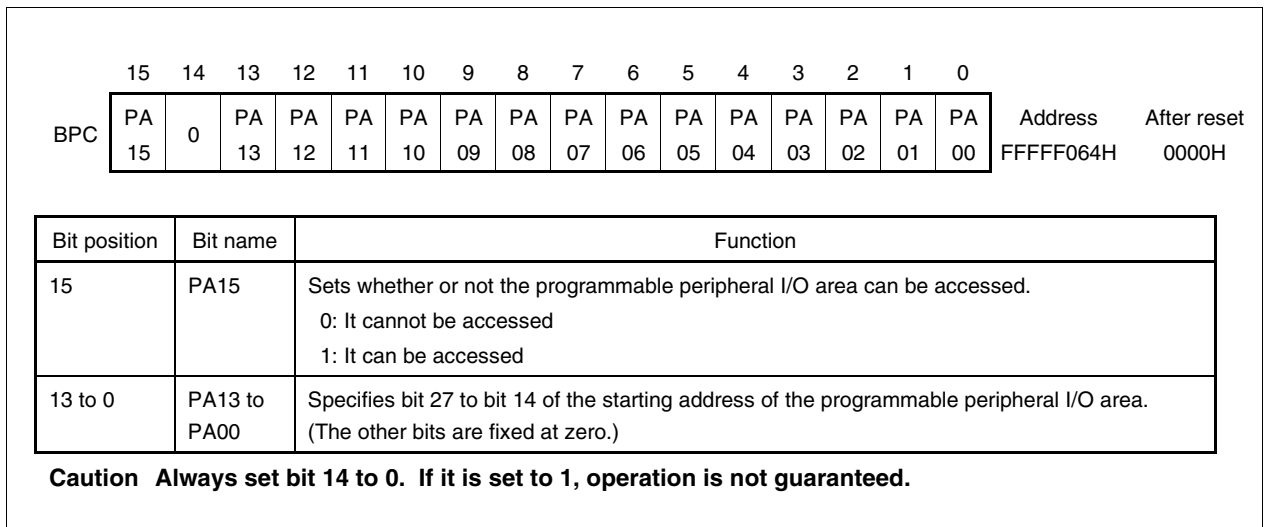 15 14 13 12 11 10 9 8 7 6 5 4 3 2 1 0
BPC PA 15 0 PA 13 PA 12 PA 11 PA 10 PA 09 PA 08 PA 07 PA 06 PA 05 PA 04 PA 03 PA 02 PA 01 PA 00 Address FFFFF064H After reset 0000H
Bit position Bit name Function
15 PA15 Sets whether or not the programmable peripheral I/O area can be accessed.
0: It cannot be accessed
1: It can be accessed
13 to 0 PA13 to PA00 Specifies bit 27 to bit 14 of the starting address of the programmable peripheral I/O area.
(The other bits are fixed at zero.)
Caution Always set bit 14 to 0. If it is set to 1, operation is not guaranteed.